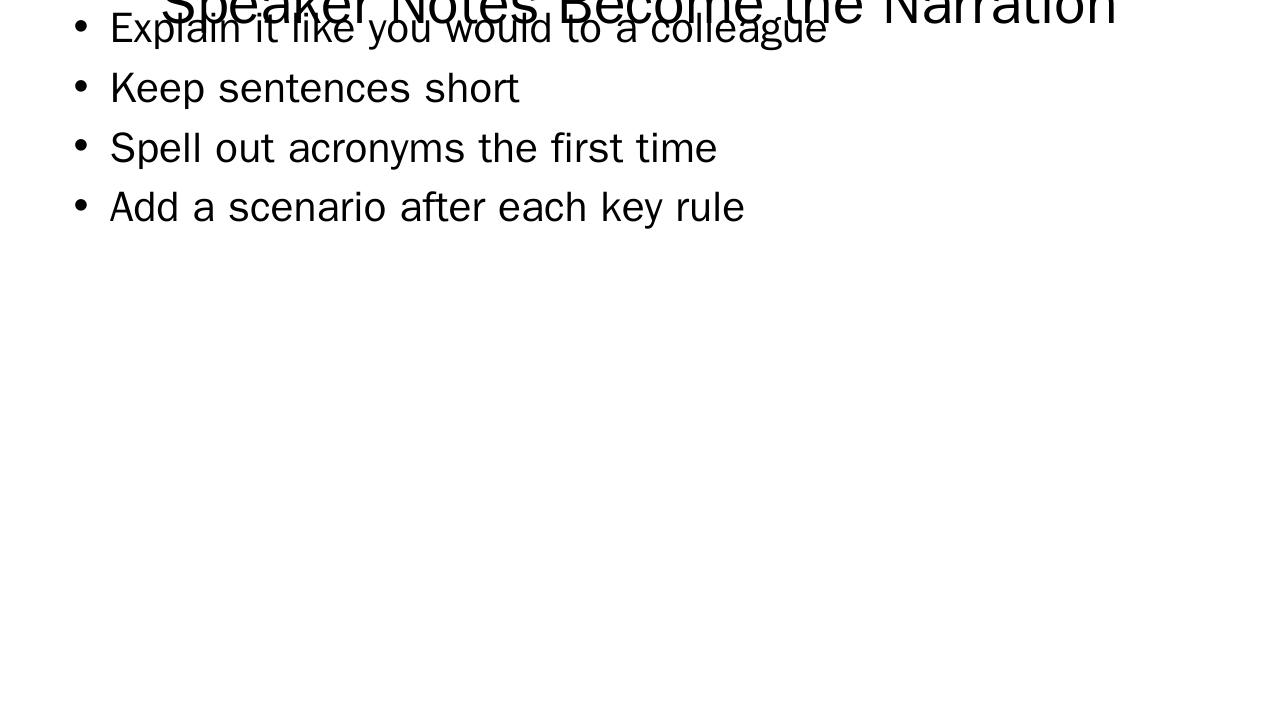 Speaker Notes Become the Narration
• Explain it like you would to a colleague
• Keep sentences short
• Spell out acronyms the first time
• Add a scenario after each key rule